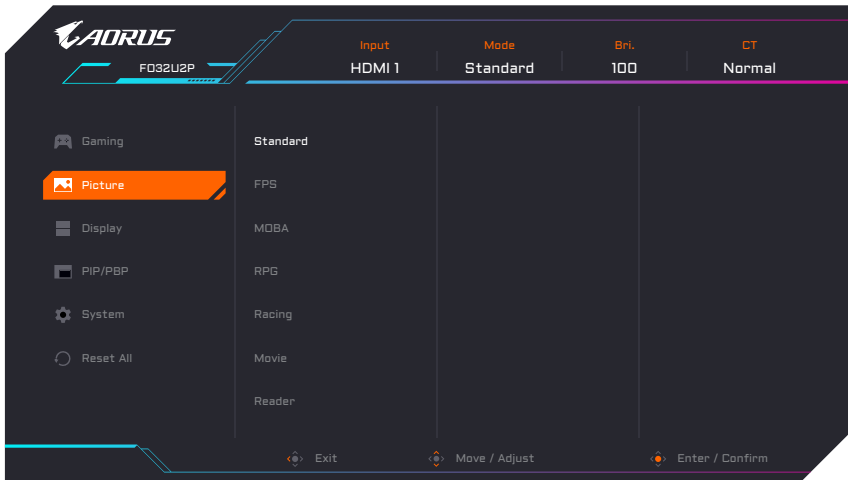 AORUS
FO32U2P
Input Mode Bri. CT
HDMI 1 Standard 100 Normal
Gaming
Picture
Display
PIP/PBP
System
Reset All
Standard
FPS
MOBA
RPG
Racing
Movie
Reader
Exit Move / Adjust Enter / Confirm